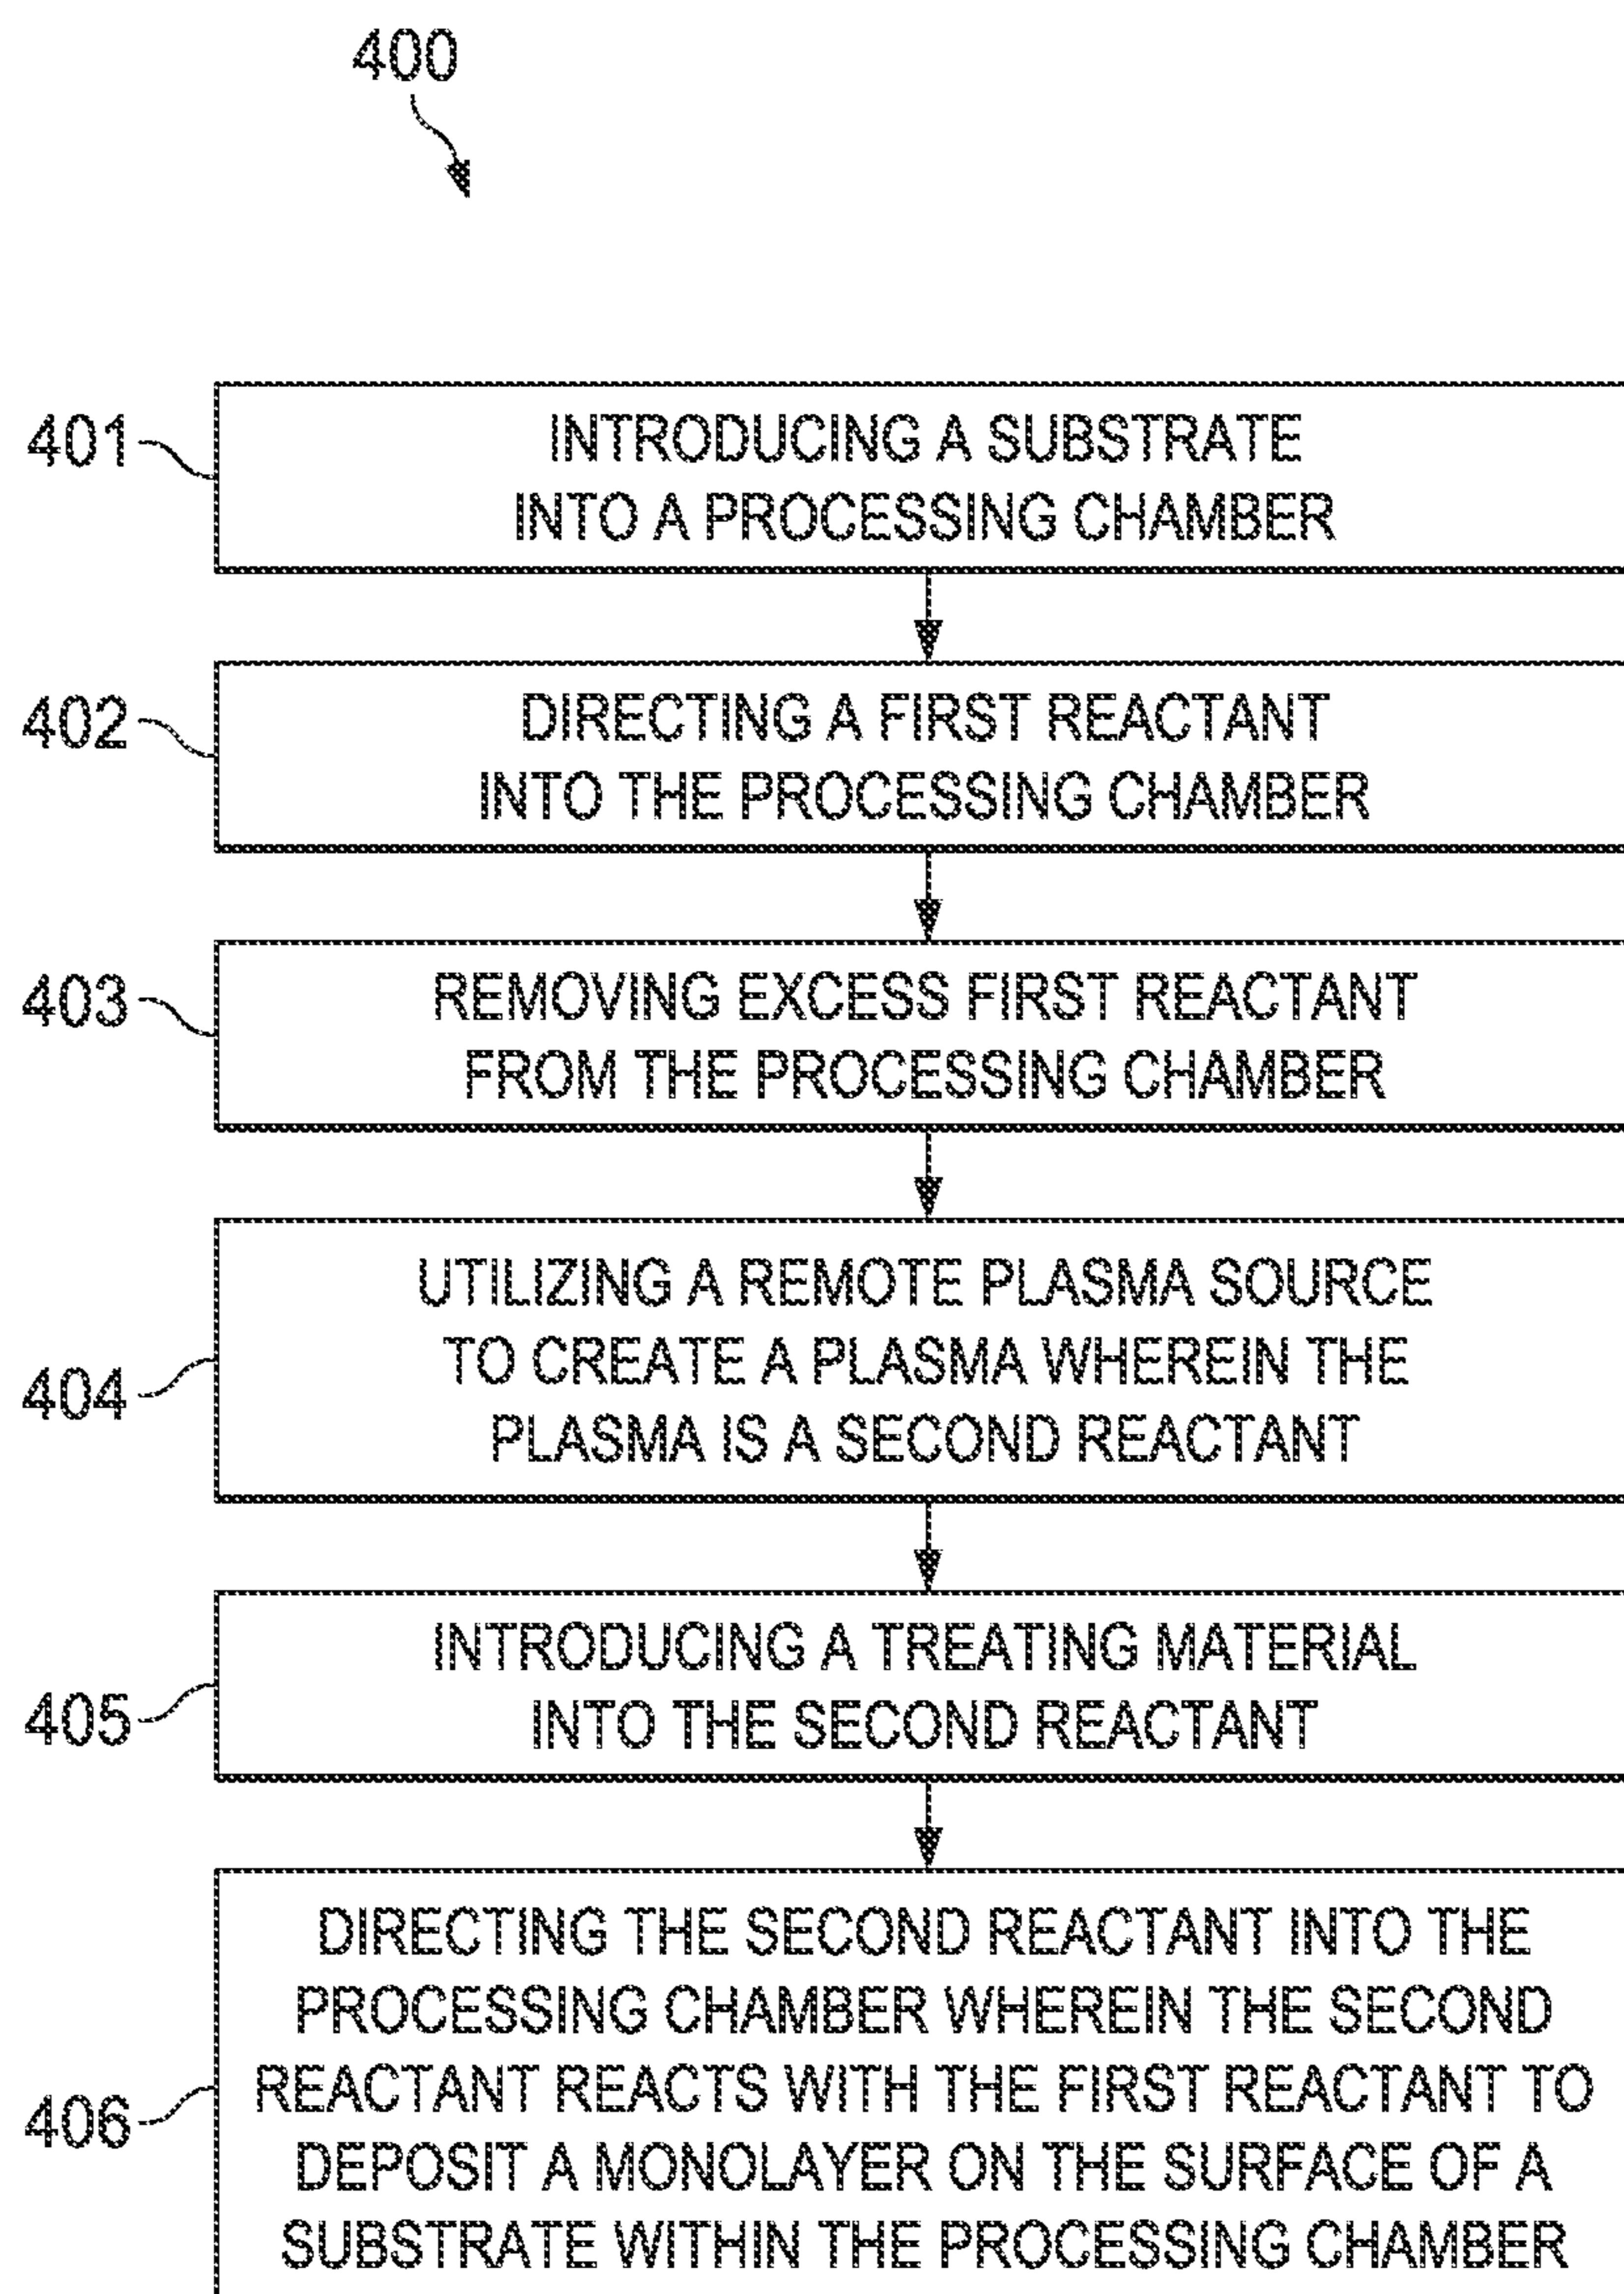 400
401
INTRODUCING A SUBSTRATE
INTO A PROCESSING CHAMBER
402
DIRECTING A FIRST REACTANT
INTO THE PROCESSING CHAMBER
403
REMOVING EXCESS FIRST REACTANT
FROM THE PROCESSING CHAMBER
404
UTILIZING A REMOTE PLASMA SOURCE
TO CREATE A PLASMA WHEREIN THE
PLASMA IS A SECOND REACTANT
405
INTRODUCING A TREATING MATERIAL
INTO THE SECOND REACTANT
406
DIRECTING THE SECOND REACTANT INTO THE
PROCESSING CHAMBER WHEREIN THE SECOND
REACTANT REACTS WITH THE FIRST REACTANT TO
DEPOSIT A MONOLAYER ON THE SURFACE OF A
SUBSTRATE WITHIN THE PROCESSING CHAMBER